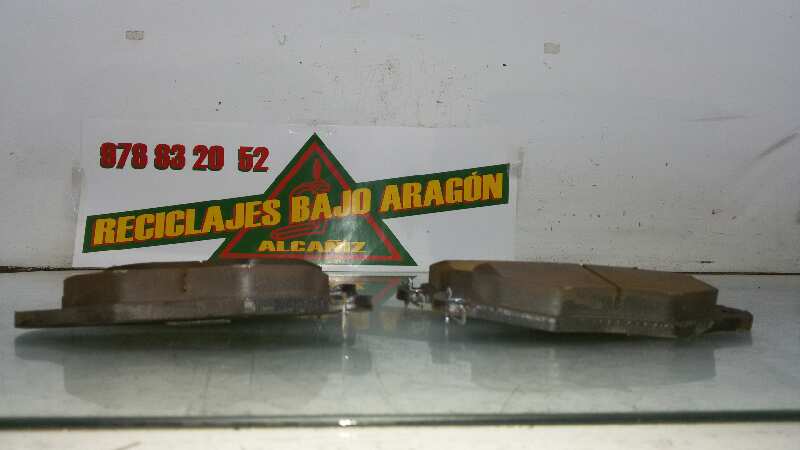 978 83 20 52
RECICLAJES BAJO ARAGÓN
ALCAÑIZ